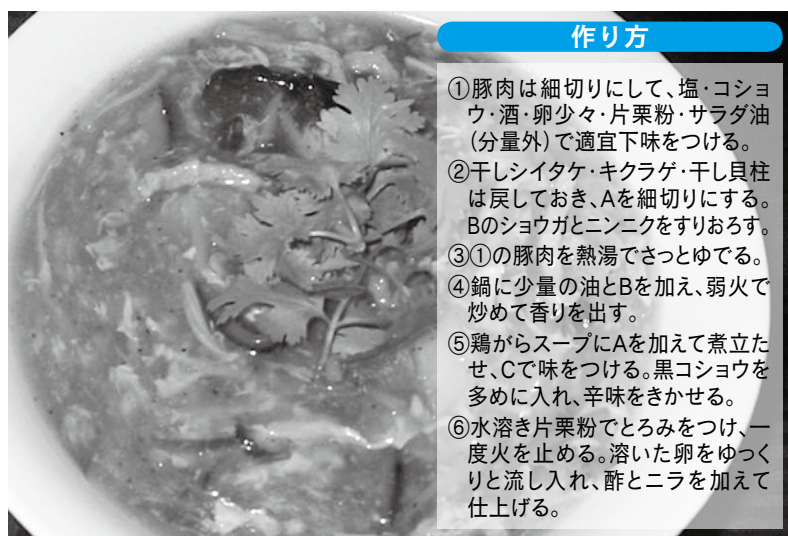 作り方
①豚肉は細切りにして、塩・コショ
ウ・酒・卵少々・片栗粉・サラダ油
(分量外)で適宜下味をつける。
②干しシイタケ・キクラゲ・干し貝柱
は戻しておき、Aを細切りにする。
Bのショウガとニンニクをすりおろす。
③①の豚肉を熱湯でさっとゆでる。
④鍋に少量の油とBを加え、弱火で
炒めて香りを出す。
⑤鶏がらスープにAを加えて煮立た
せ、Cで味をつける。黒コショウを
多めに入れ、辛味をきかせる。
⑥水溶き片栗粉でとろみをつけ、一
度火を止める。溶いた卵をゆっく
りと流し入れ、酢とニラを加えて
仕上げる。